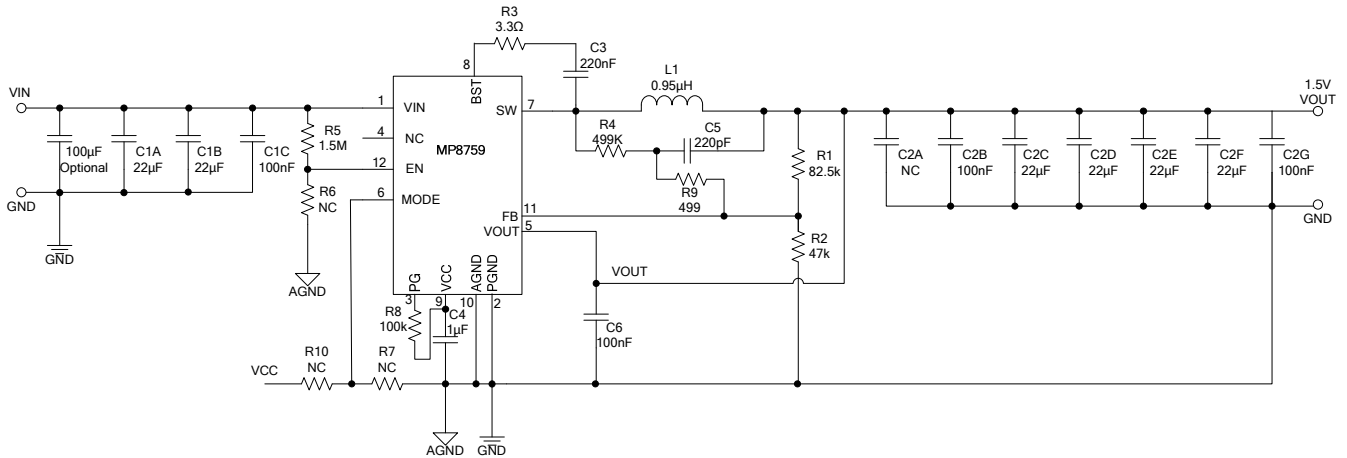 R3
3.3Ω
C3
220nF
L1
0.95µH
8
BST
VIN
1
VIN
SW
7
1.5V
VOUT
4
NC
MP8759
R5
1.5M
12
EN
R4
499K
C5
220pF
R1
82.5k
100µF
Optional
C1A
22µF
C1B
22µF
C1C
100nF
C2A
NC
C2B
100nF
C2C
22µF
C2D
22µF
C2E
22µF
C2F
22µF
C2G
100nF
R6
NC
6
MODE
R9
499
GND
GND
FB
11
VOUT
5
R2
47k
GND
AGND
VOUT
PG
VCC
AGND
PGND
3
9
10
2
R8
100k
C4
1µF
C6
100nF
VCC
R10
NC
R7
NC
AGND
GND